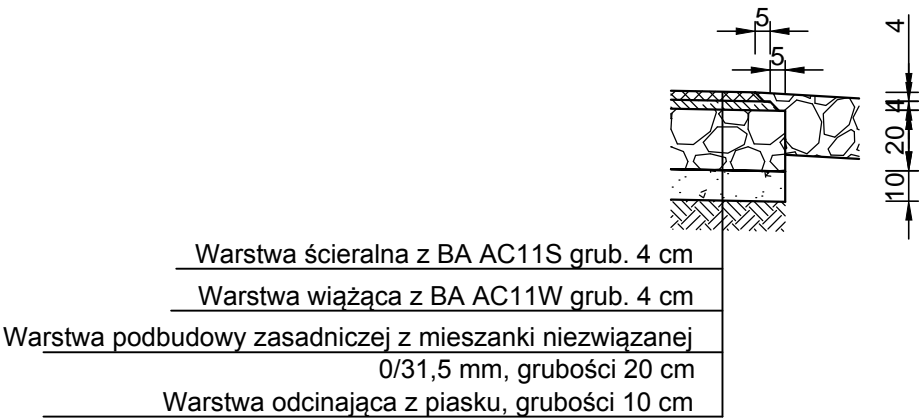 5
4
5
4
20
10
Warstwa ścieralna z BA AC11S grub. 4 cm
Warstwa wiążąca z BA AC11W grub. 4 cm
Warstwa podbudowy zasadniczej z mieszanki niezwiązanej
0/31,5 mm, grubości 20 cm
Warstwa odcinająca z piasku, grubości 10 cm